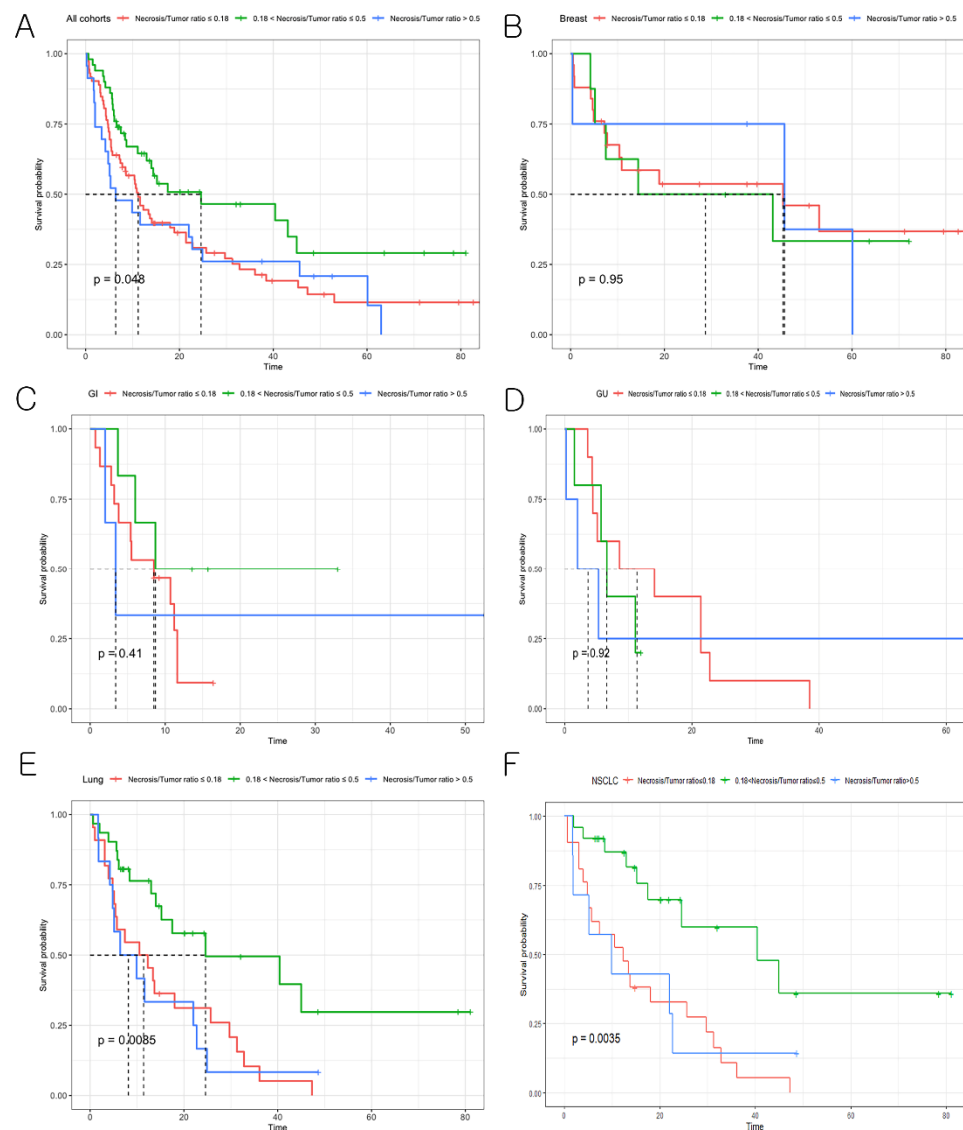 A
All cohorts Necrosis/Tumor ratio ≤ 0.18 0.18 < Necrosis/Tumor ratio ≤ 0.5 Necrosis/Tumor ratio > 0.5
1.00
0.75
0.50
0.25
0.00
Survival probability
p = 0.048
0 20 40 60 80
Time
B
Breast Necrosis/Tumor ratio ≤ 0.18 0.18 < Necrosis/Tumor ratio ≤ 0.5 Necrosis/Tumor ratio > 0.5
1.00
0.75
0.50
0.25
0.00
Survival probability
p = 0.95
0 20 40 60 80
Time
C
GI Necrosis/Tumor ratio ≤ 0.18 0.18 < Necrosis/Tumor ratio ≤ 0.5 Necrosis/Tumor ratio > 0.5
1.00
0.75
0.50
0.25
0.00
Survival probability
p = 0.41
0 10 20 30 40 50
Time
D
GU Necrosis/Tumor ratio ≤ 0.18 0.18 < Necrosis/Tumor ratio ≤ 0.5 Necrosis/Tumor ratio > 0.5
1.00
0.75
0.50
0.25
0.00
Survival probability
p = 0.92
0 20 40 60
Time
E
Lung Necrosis/Tumor ratio ≤ 0.18 0.18 < Necrosis/Tumor ratio ≤ 0.5 Necrosis/Tumor ratio > 0.5
1.00
0.75
0.50
0.25
0.00
Survival probability
p = 0.0085
0 20 40 60 80
Time
F
NSCLC Necrosis/Tumor ratio≤0.18 0.18<Necrosis/Tumor ratio≤0.5 Necrosis/Tumor ratio>0.5
1.00
0.75
0.50
0.25
0.00
Survival probability
p = 0.0035
0 20 40 60 80
Time